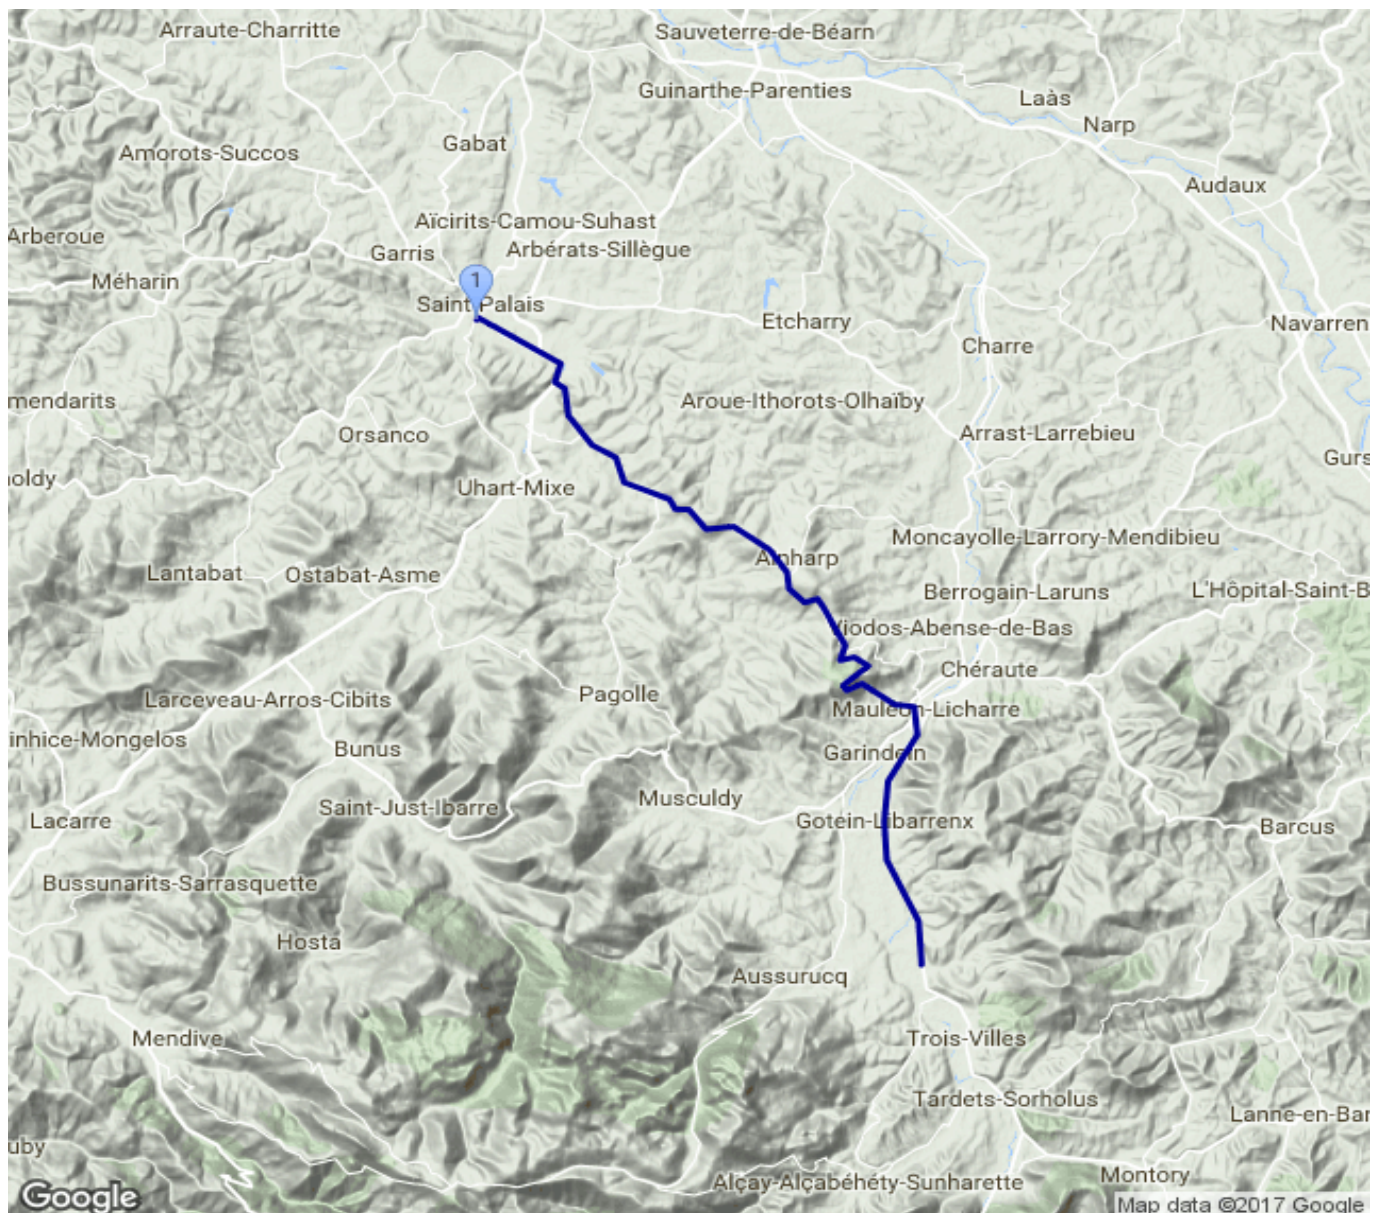 Arraute-Charritte
Sauveterre-de-Béarn
Guinarthe-Parenties
Laàs
Narp
Gabat
Amorots-Succos
Audaux
Aïcirits-Camou-Suhast
Arberoue
Garris
Arbérats-Sillègue
Méharin
1
Saint-Palais
Etcharry
Navarren
Charre
mendarits
Aroue-Ithorots-Olhaïby
Orsanco
Arrast-Larrebieu
Gurs
oldy
Uhart-Mixe
Moncayolle-Larrory-Mendibieu
Ainharp
Lantabat
Ostabat-Asme
Berrogain-Laruns
L'Hôpital-Saint-B
Viodos-Abense-de-Bas
Chéraute
Pagolle
Larceveau-Arros-Cibits
Mauléon-Licharre
inhice-Mongelos
Bunus
Garindein
Musculdy
Saint-Just-Ibarre
Lacarre
Gotein-Libarrenx
Barcus
Bussunarits-Sarrasquette
Hosta
Aussurucq
Mendive
Trois-Villes
Tardets-Sorholus
Lanne-en-Bar
uby
Montory
Alçay-Alçabéhéty-Sunharette
Google
Map data ©2017 Google